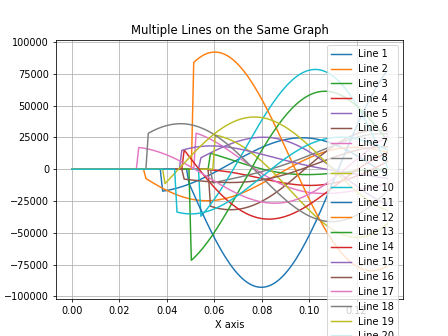 Multiple Lines on the Same Graph
100000
75000
50000
25000
0
−25000
−50000
−75000
−100000
0.00
0.02
0.04
0.06
0.08
0.10
X axis
Line 1
Line 2
Line 3
Line 4
Line 5
Line 6
Line 7
Line 8
Line 9
Line 10
Line 11
Line 12
Line 13
Line 14
Line 15
Line 16
Line 17
Line 18
Line 19
Line 20